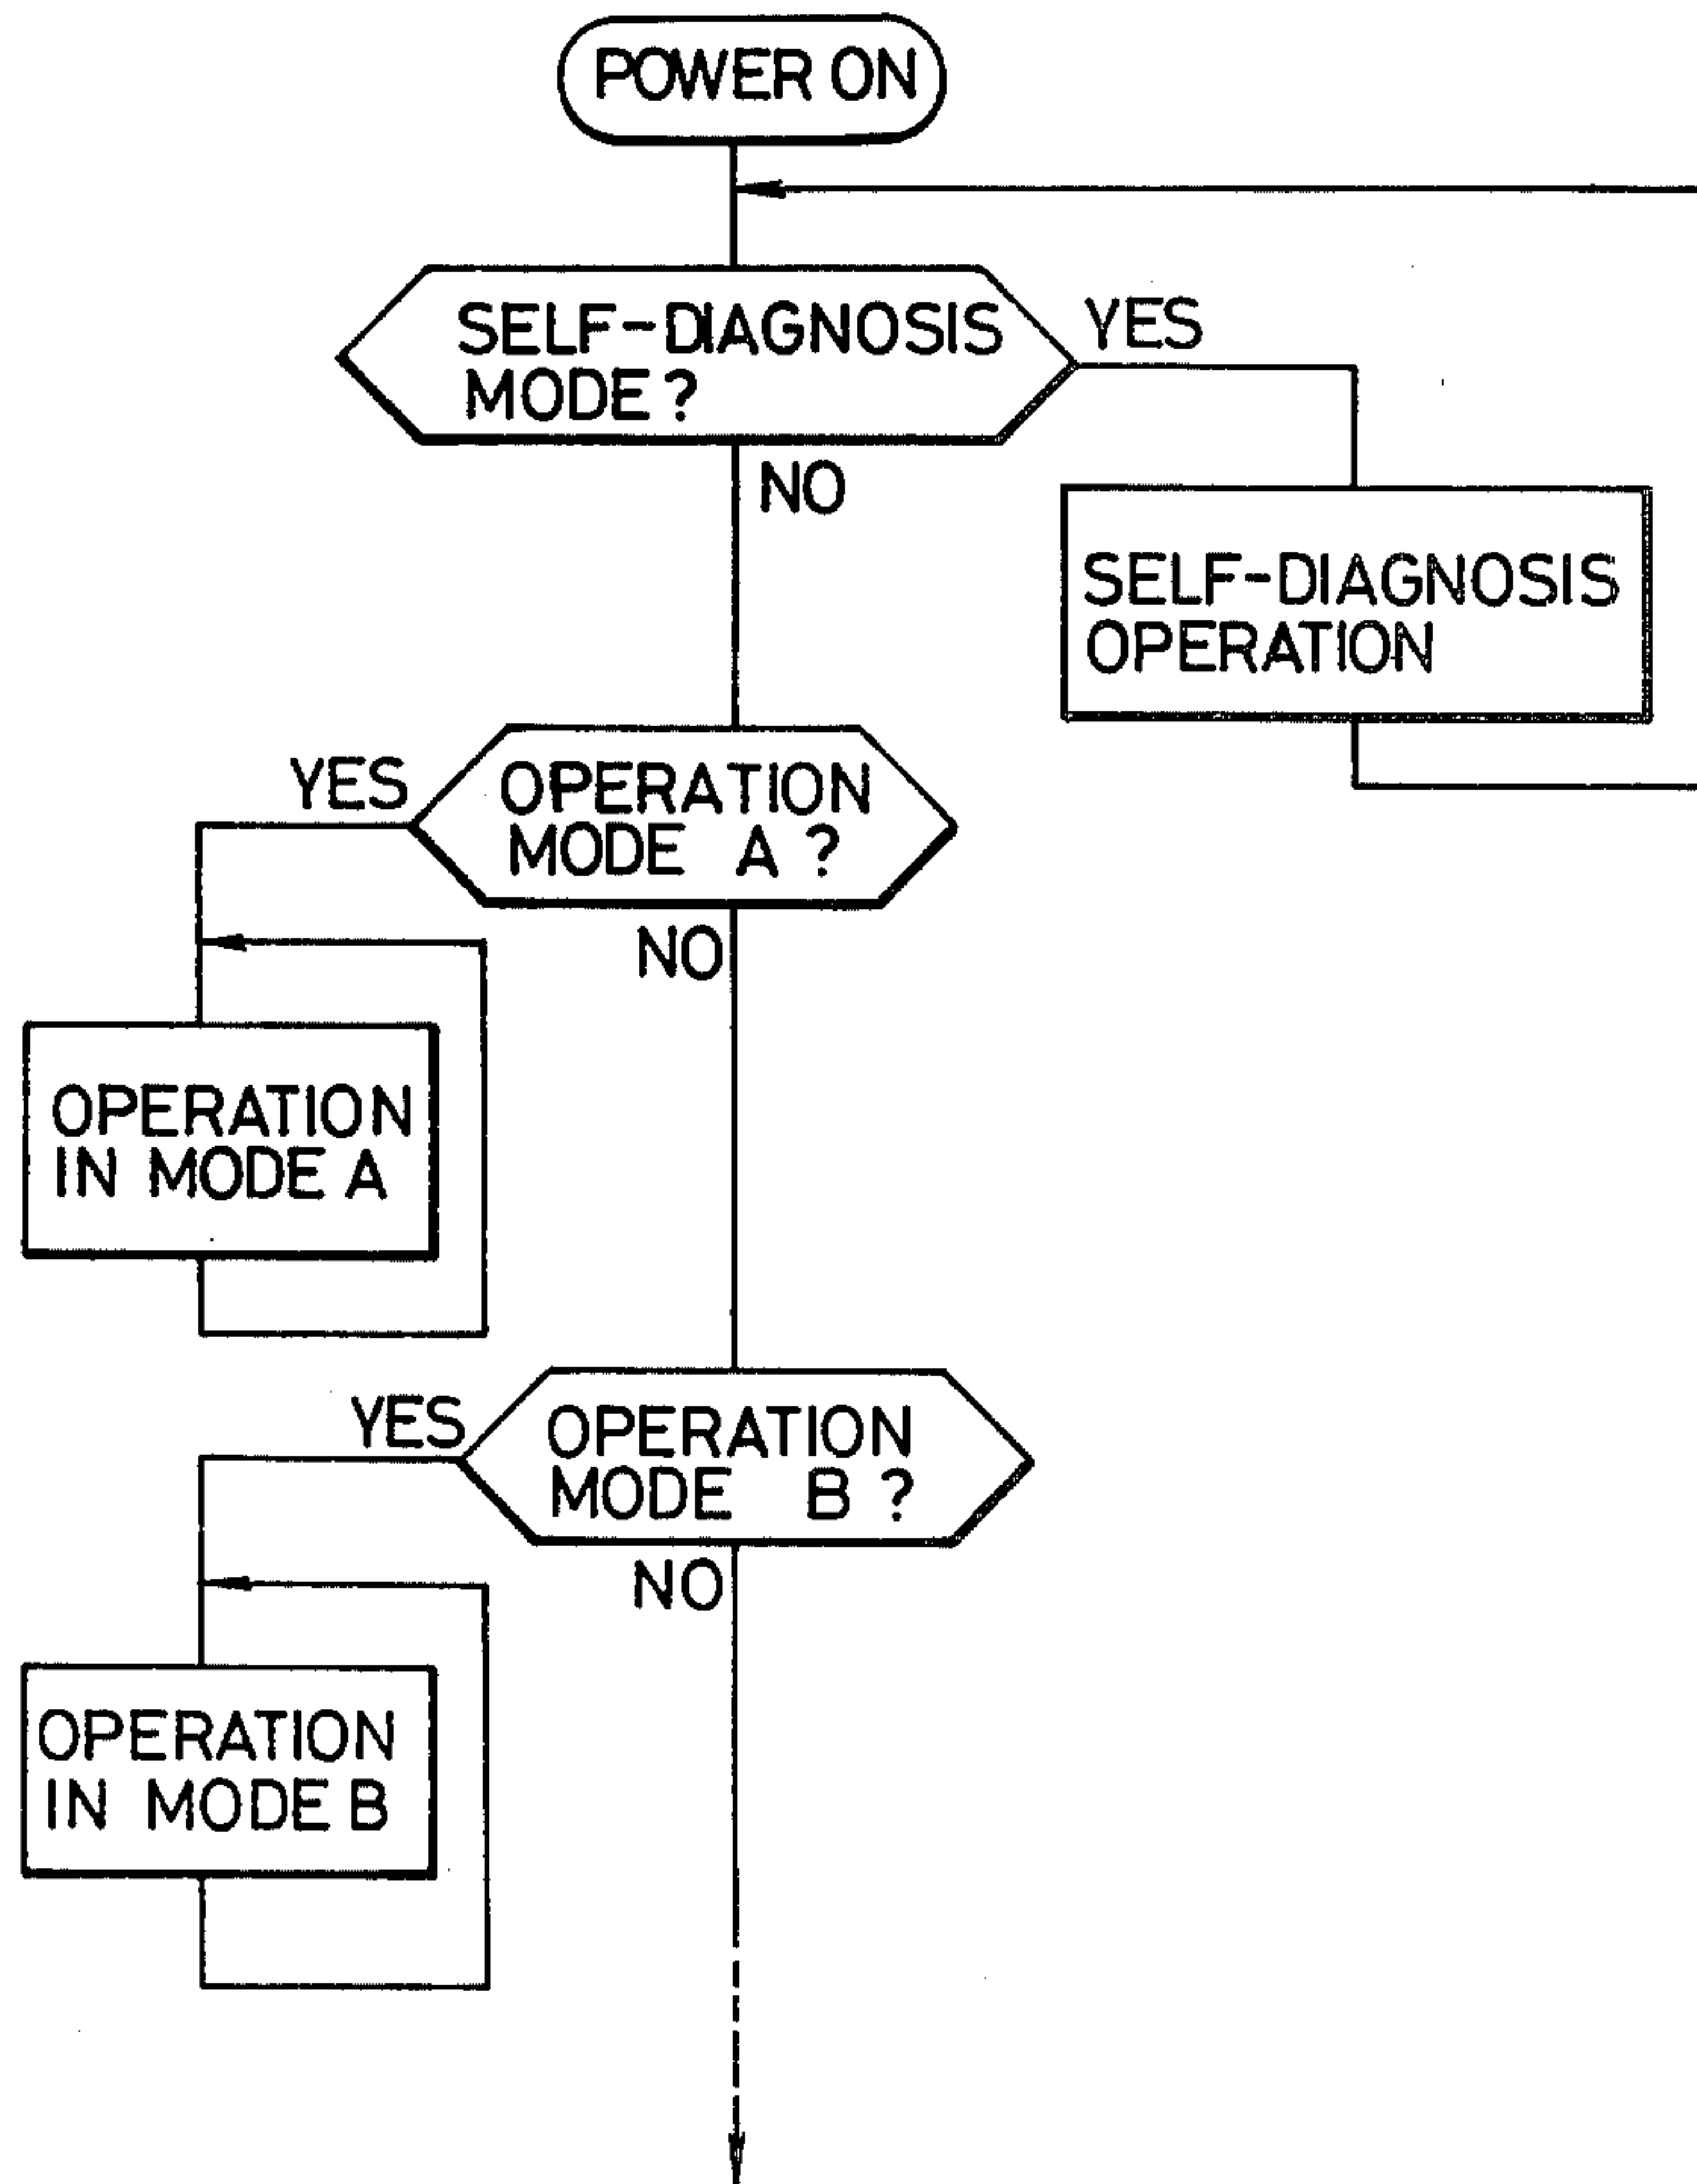 POWER ON
SELF-DIAGNOSIS
MODE?
YES
NO
SELF-DIAGNOSIS
OPERATION
YES
OPERATION
MODE A ?
NO
OPERATION
IN MODE A
YES
OPERATION
MODE B ?
NO
OPERATION
IN MODE B